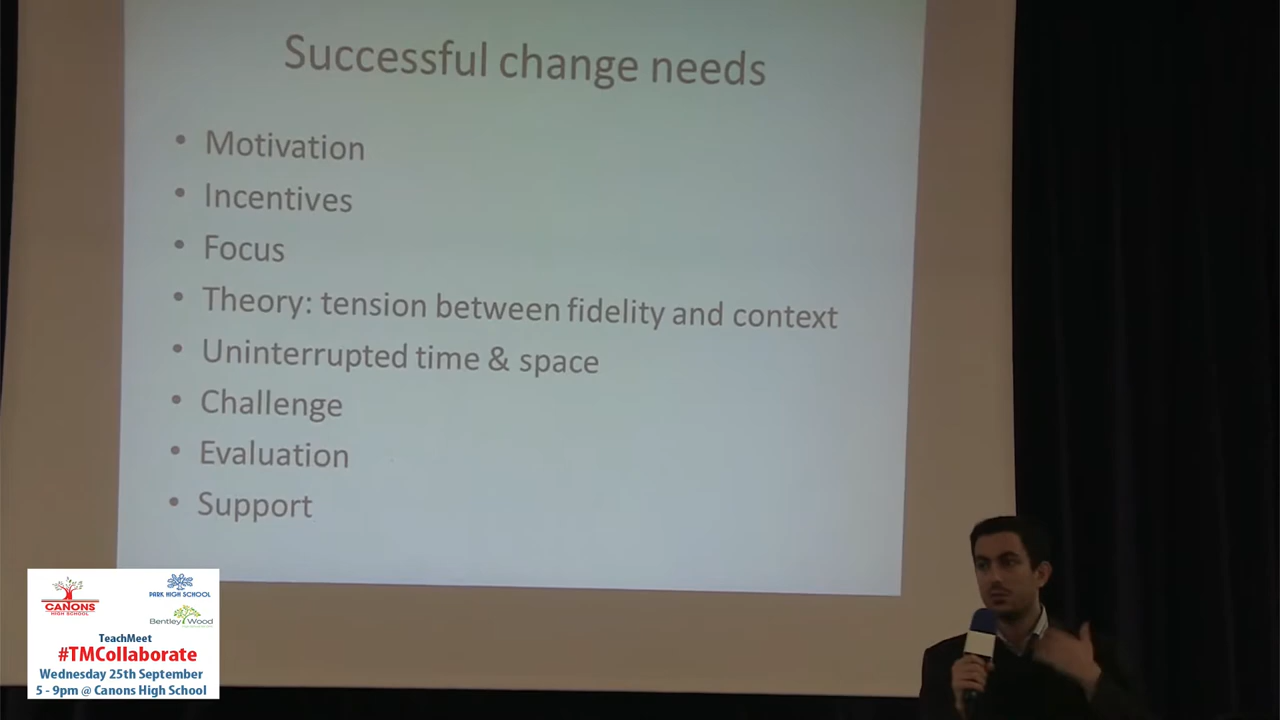 Successful change needs
• Motivation
• Incentives
• Focus
• Theory: tension between fidelity and context
• Uninterrupted time & space
• Challenge
• Evaluation
• Support
CANONS
HIGH SCHOOL
PARK HIGH SCHOOL
Bentley Wood
TeachMeet
#TMCollaborate
Wednesday 25th September
5 - 9pm @ Canons High School